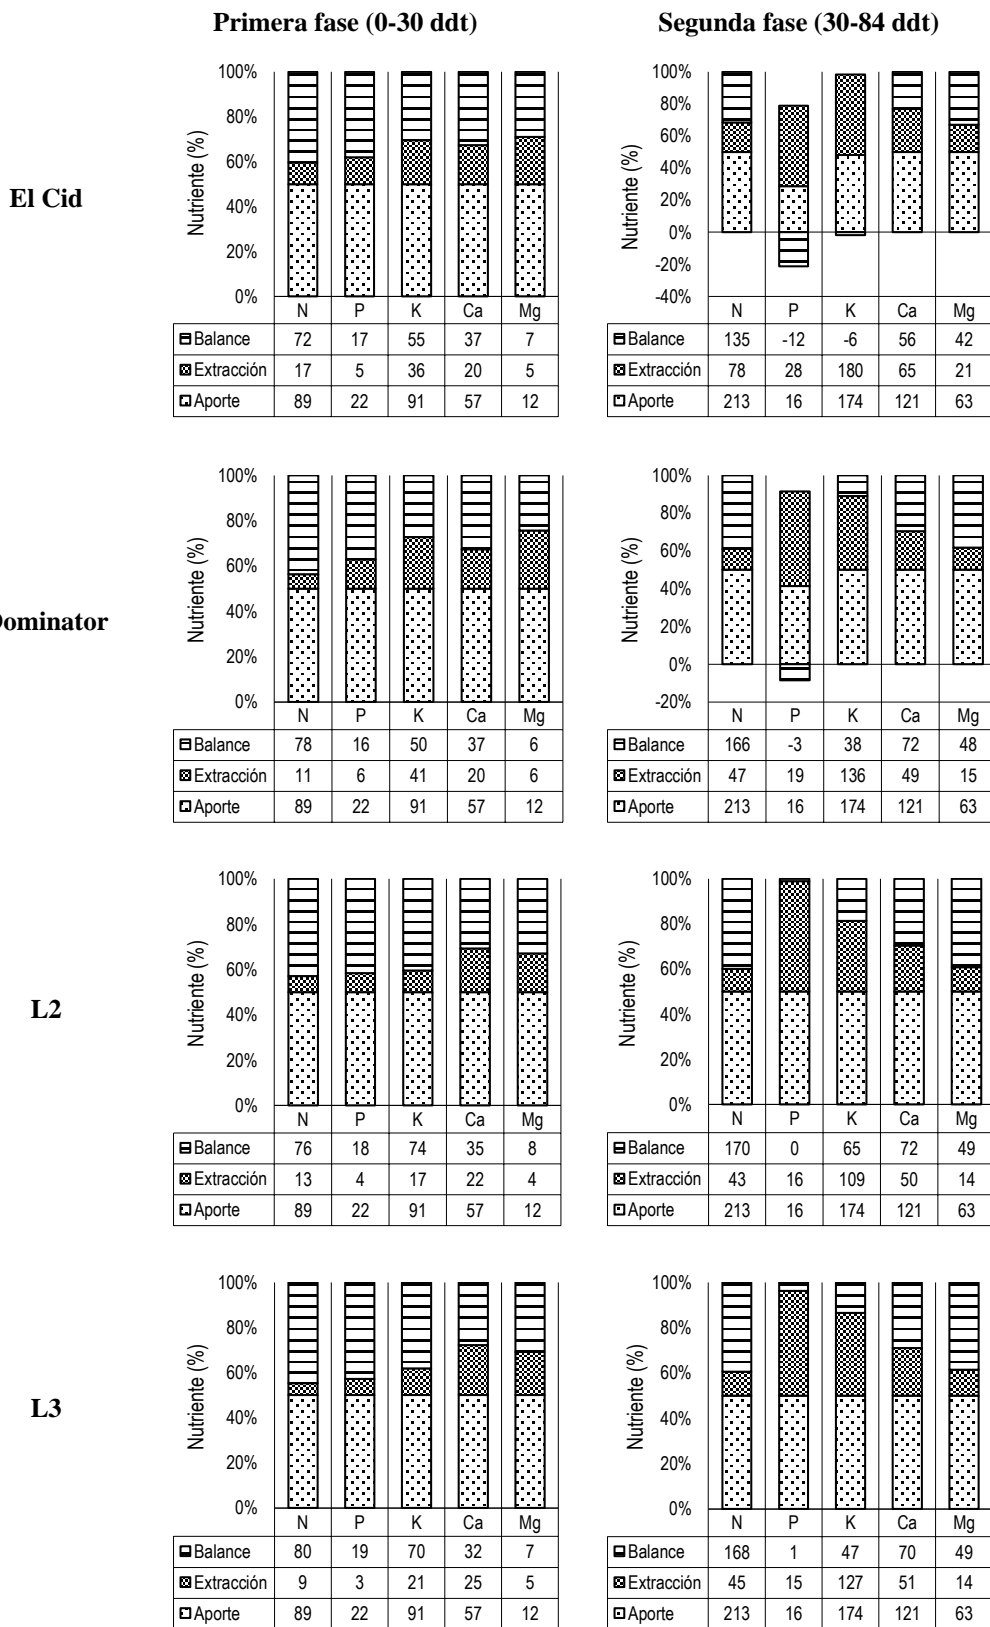 Primera fase (0-30 ddt)
Segunda fase (30-84 ddt)
El Cid
Nutriente (%)
100%
80%
60%
40%
20%
0%
N P K Ca Mg
Balance 72 17 55 37 7
Extracción 17 5 36 20 5
Aporte 89 22 91 57 12
Nutriente (%)
100%
80%
60%
40%
20%
0%
-20%
-40%
N P K Ca Mg
Balance 135 -12 -6 56 42
Extracción 78 28 180 65 21
Aporte 213 16 174 121 63
ominator
Nutriente (%)
100%
80%
60%
40%
20%
0%
N P K Ca Mg
Balance 78 16 50 37 6
Extracción 11 6 41 20 6
Aporte 89 22 91 57 12
Nutriente (%)
100%
80%
60%
40%
20%
0%
-20%
N P K Ca Mg
Balance 166 -3 38 72 48
Extracción 47 19 136 49 15
Aporte 213 16 174 121 63
L2
Nutriente (%)
100%
80%
60%
40%
20%
0%
N P K Ca Mg
Balance 76 18 74 35 8
Extracción 13 4 17 22 4
Aporte 89 22 91 57 12
Nutriente (%)
100%
80%
60%
40%
20%
0%
N P K Ca Mg
Balance 170 0 65 72 49
Extracción 43 16 109 50 14
Aporte 213 16 174 121 63
L3
Nutriente (%)
100%
80%
60%
40%
20%
0%
N P K Ca Mg
Balance 80 19 70 32 7
Extracción 9 3 21 25 5
Aporte 89 22 91 57 12
Nutriente (%)
100%
80%
60%
40%
20%
0%
N P K Ca Mg
Balance 168 1 47 70 49
Extracción 45 15 127 51 14
Aporte 213 16 174 121 63